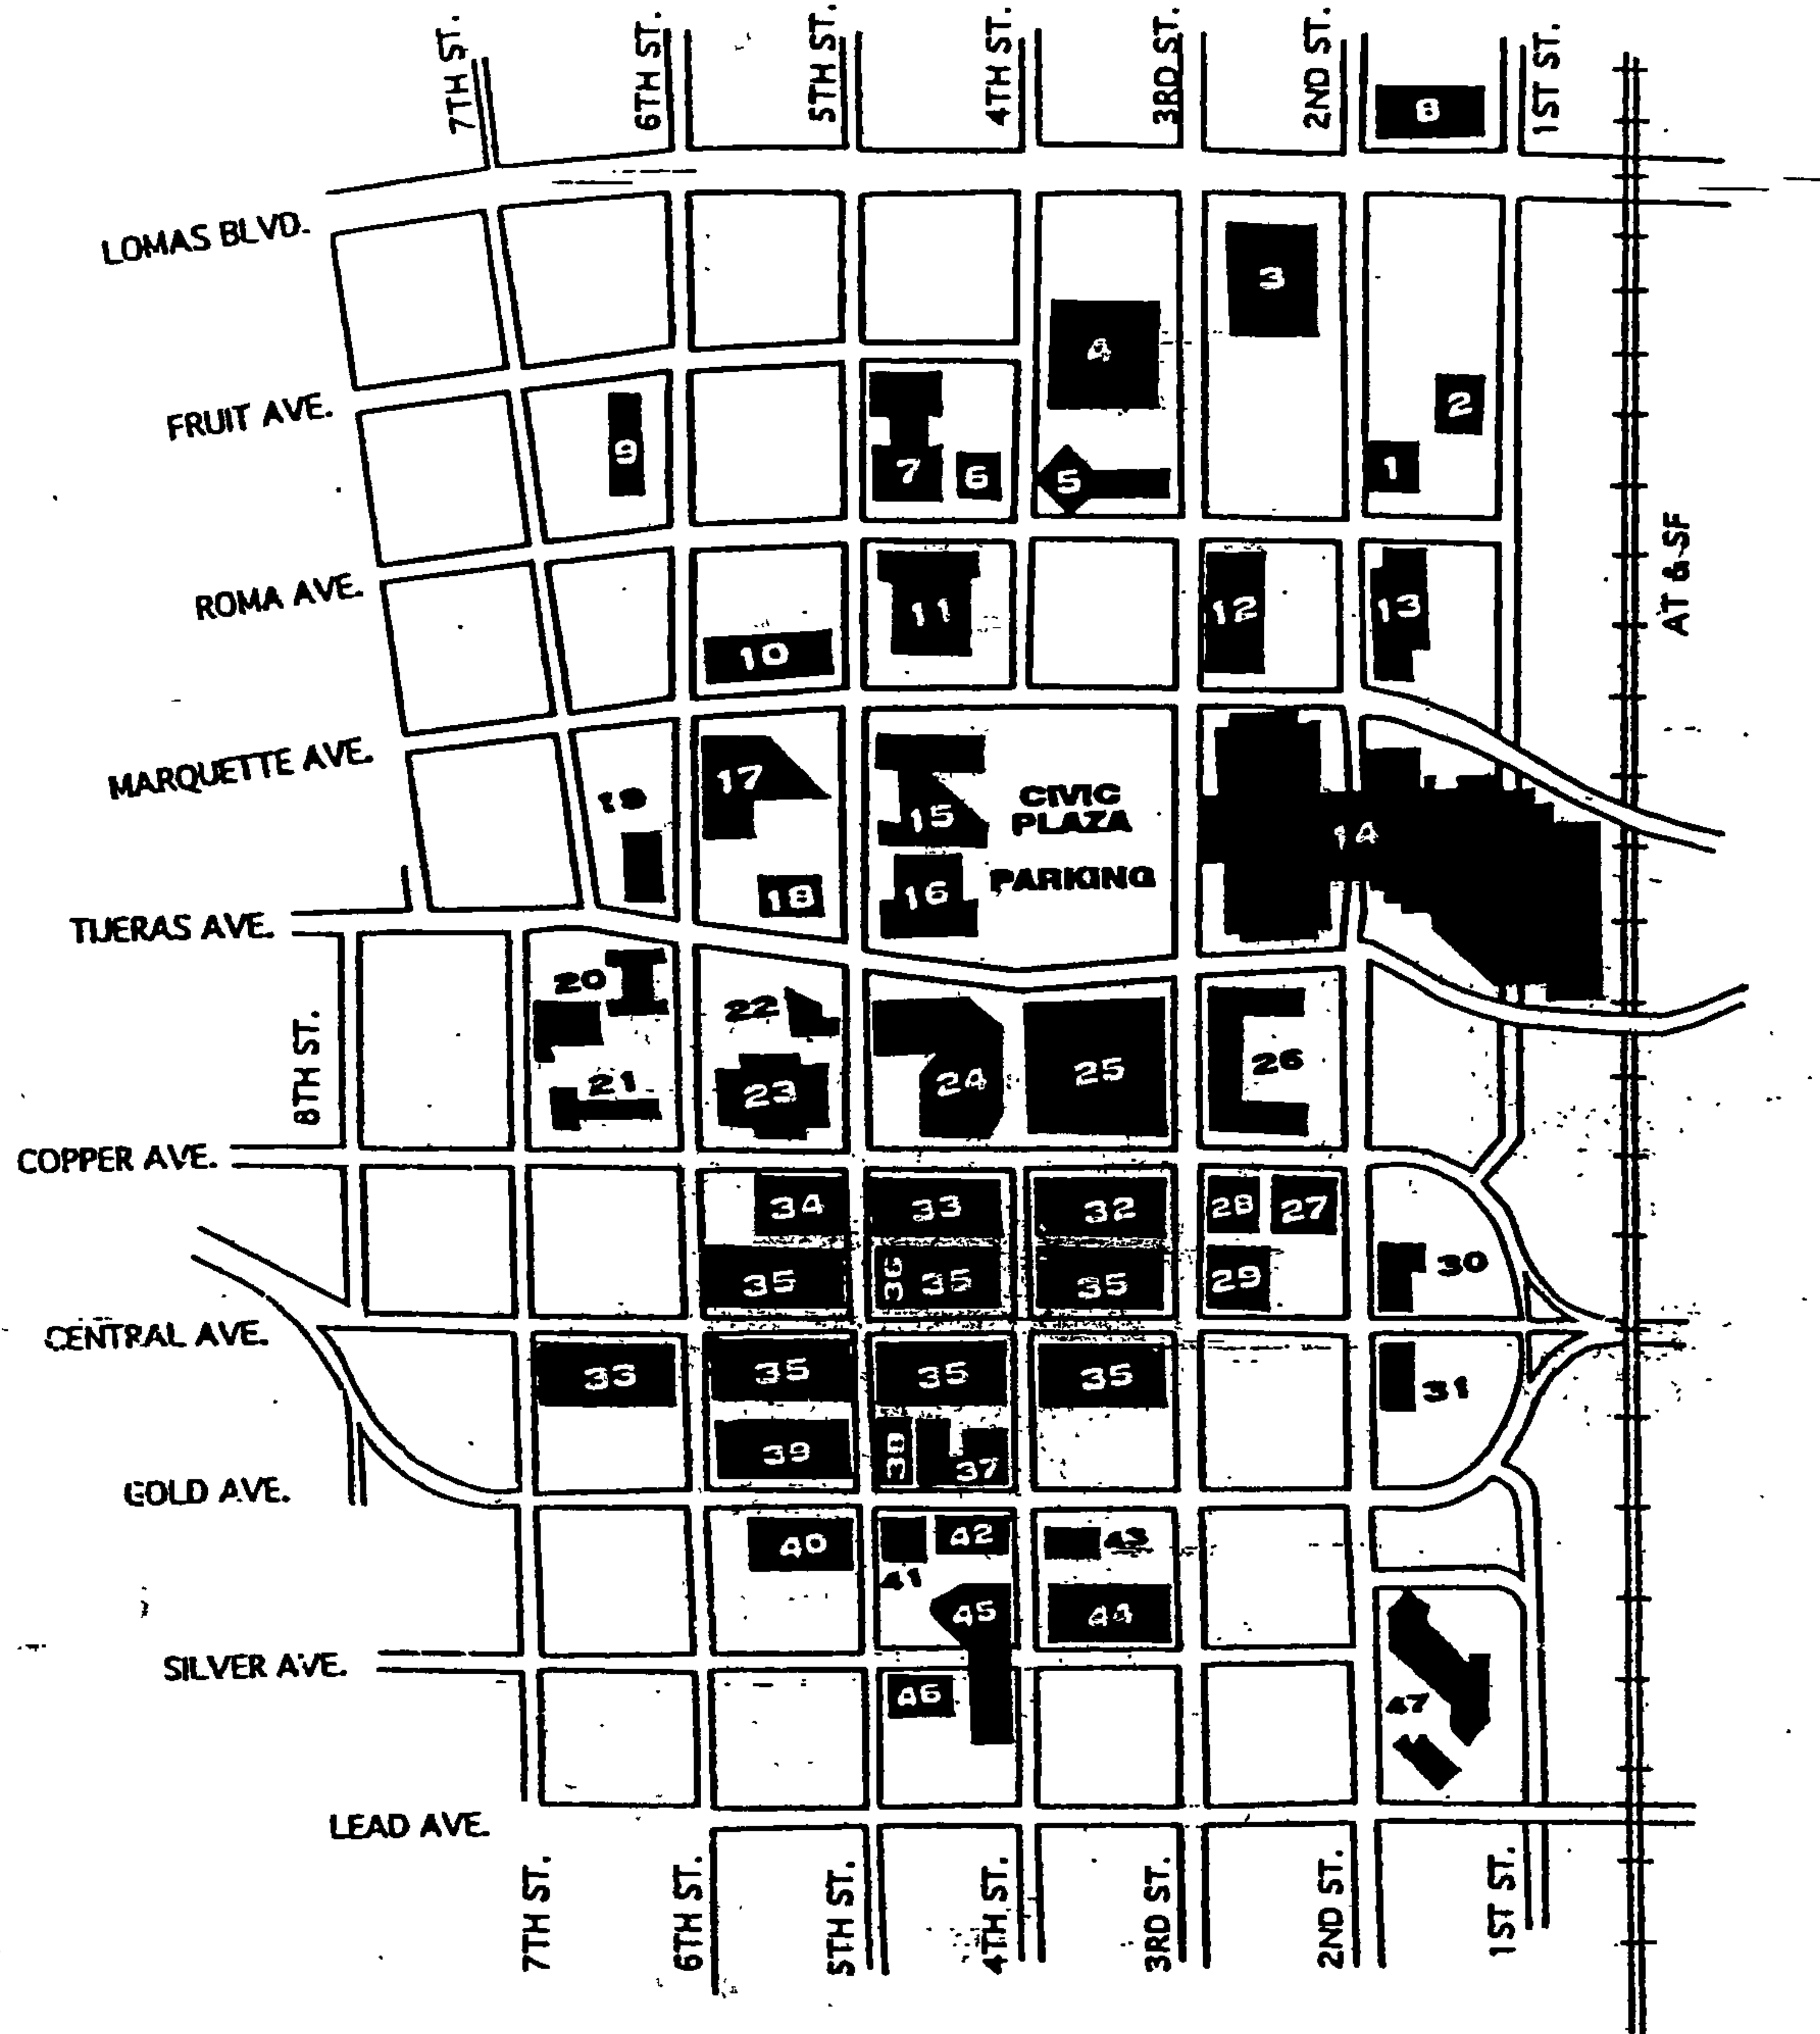 7TH ST.
6TH ST.
5TH ST.
4TH ST.
3RD ST.
2ND ST.
1ST ST.
8
LOMAS BLVD.
3
4
2
FRUIT AVE.
9
7
6
5
1
AT & SF
ROMA AVE.
11
12
13
10
MARQUETTE AVE.
19
17
15
CIVIC
PLAZA
14
18
16
PARKING
TIJERAS AVE.
20
22
8TH ST.
21
23
24
25
26
COPPER AVE.
34
33
32
28
27
35
36
35
35
29
30
CENTRAL AVE.
33
35
35
35
31
39
38
37
GOLD AVE.
40
42
43
41
45
44
SILVER AVE.
46
47
LEAD AVE.
7TH ST.
6TH ST.
5TH ST.
4TH ST.
3RD ST.
2ND ST.
1ST ST.